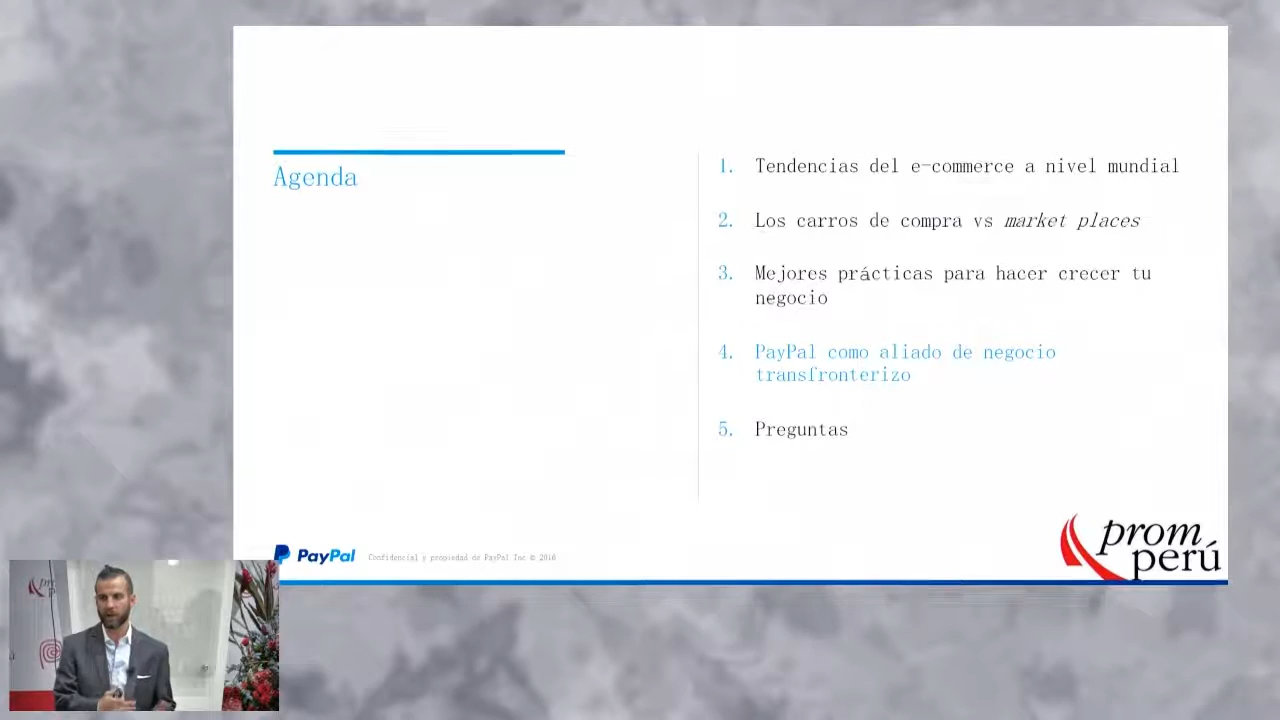 Agenda
1. Tendencias del e-commerce a nivel mundial
2. Los carros de compra vs market places
3. Mejores prácticas para hacer crecer tu
negocio
4. PayPal como aliado de negocio
transfronterizo
5. Preguntas
PayPal Confidencial y propiedad de PayPal Inc © 2016
prom
perú